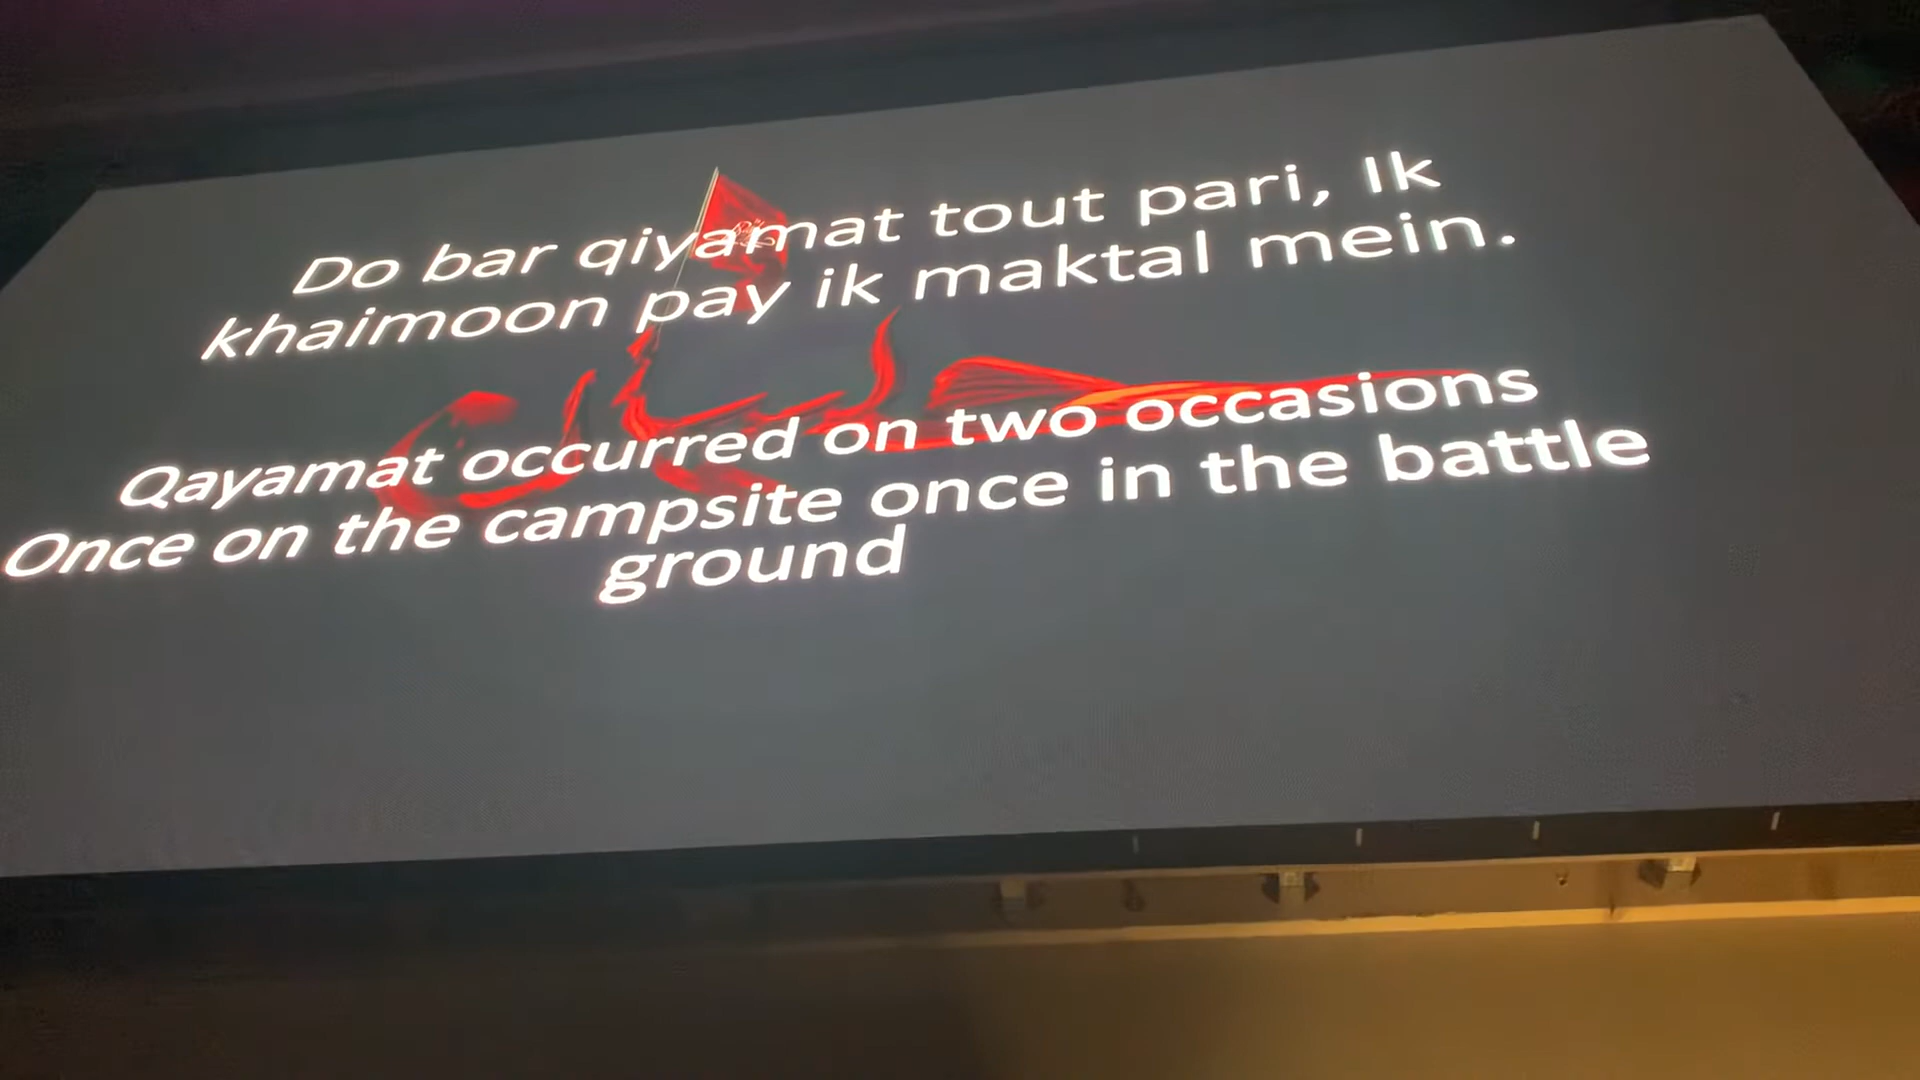 Do bar qiyamat tout pari, Ik
khaimoon pay ik maktal mein.
Qayamat occurred on two occasions
Once on the campsite once in the battle
ground